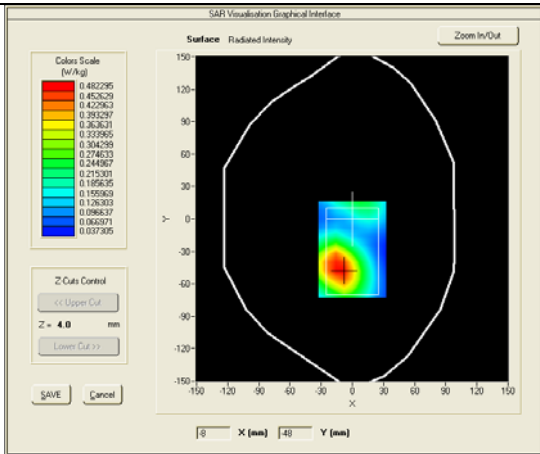 SAR Visualisation Graphical Interface
Surface Radiated Intensity
Zoom In/Out
Colors Scale
(W/kg)
0.482295
0.452629
0.422963
0.393297
0.363631
0.333965
0.304299
0.274633
0.244967
0.215301
0.185635
0.155969
0.126303
0.096637
0.066971
0.037305
Z Cuts Control
<< Upper Cut
Z = 4.0 mm
Lower Cut >>
SAVE Cancel
150
120
90
60
30
0
-30
-60
-90
-120
-150
Y
-150 -120 -90 -60 -30 0 30 60 90 120 150
X
-8 X (mm) -48 Y (mm)